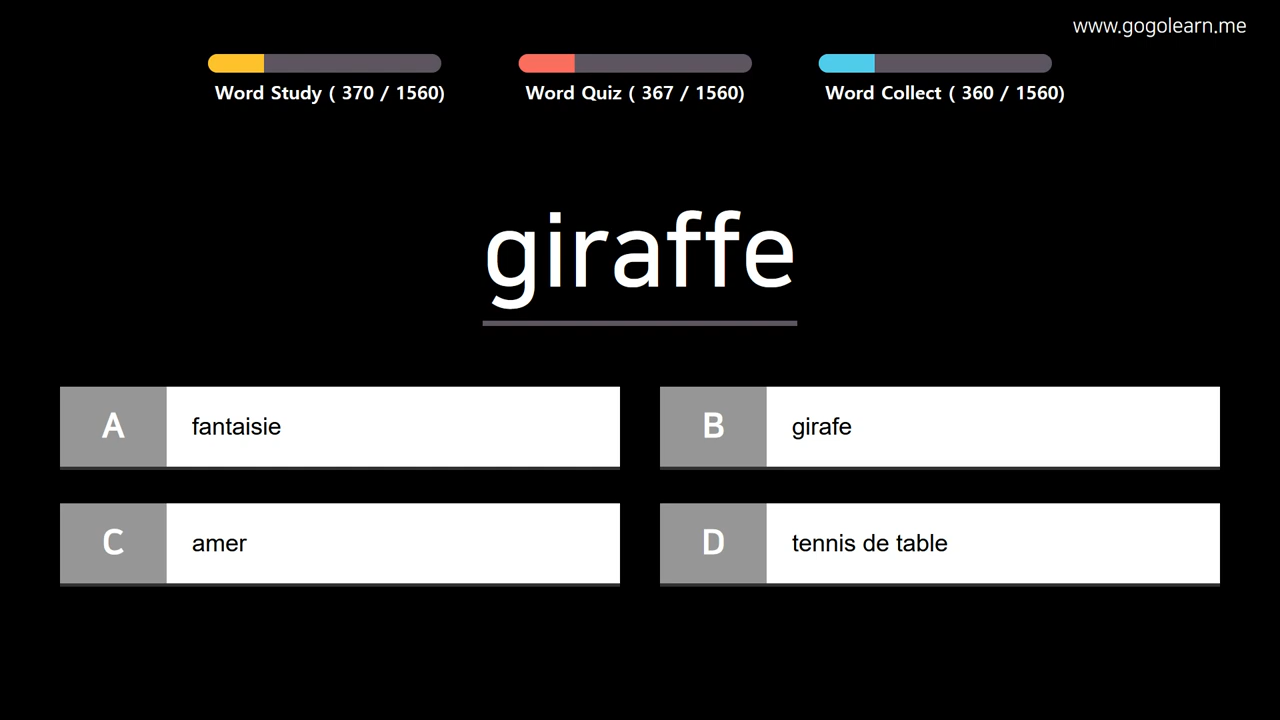 www.gogolearn.me
Word Study ( 370 / 1560)
Word Quiz ( 367 / 1560)
Word Collect ( 360 / 1560)
giraffe
A
fantaisie
B
girafe
C
amer
D
tennis de table